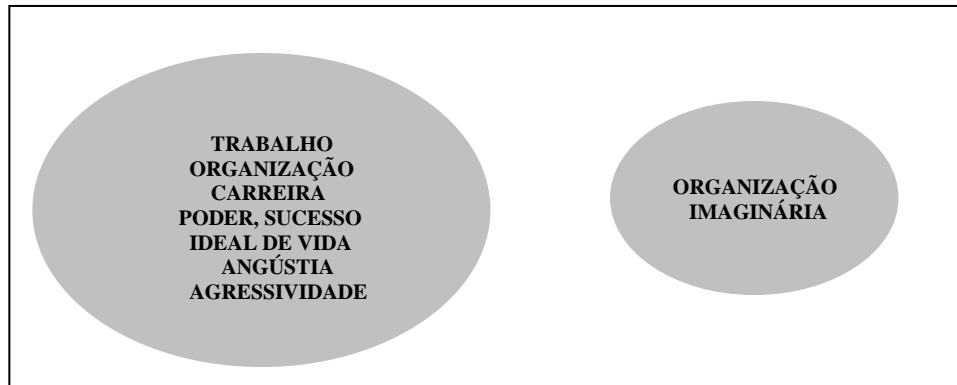 TRABALHO
ORGANIZAÇÃO
CARREIRA
PODER, SUCESSO
IDEAL DE VIDA
ANGÚSTIA
AGRESSIVIDADE
ORGANIZAÇÃO
IMAGINÁRIA